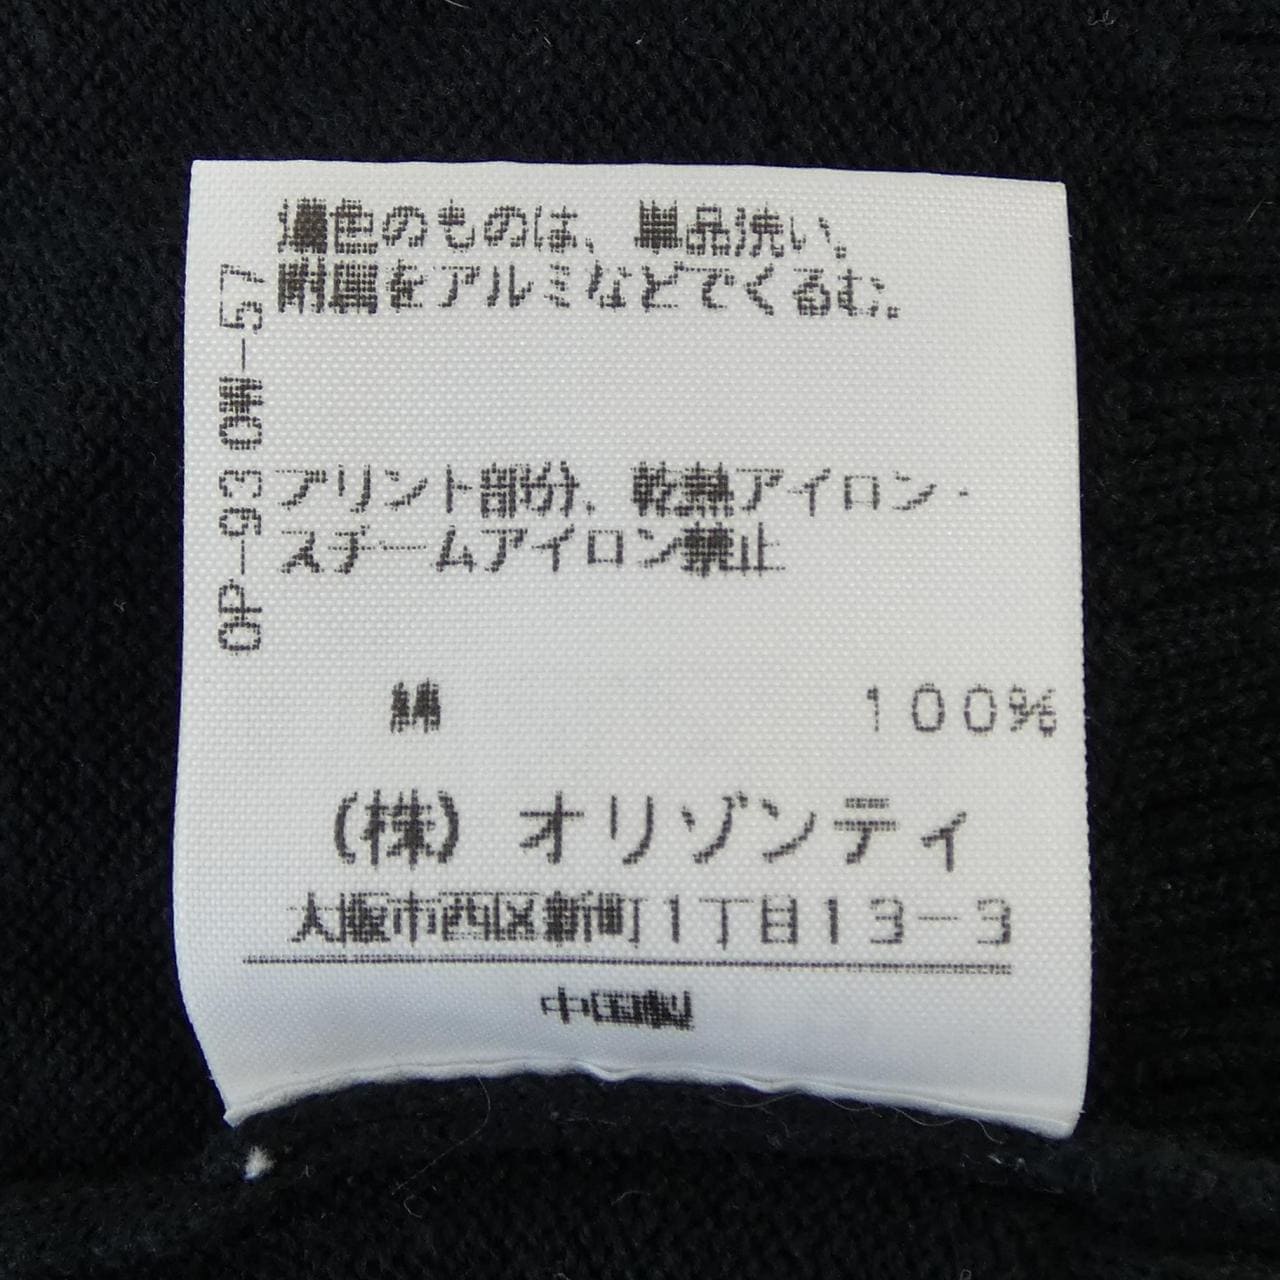 濃色のものは、単品洗い。
附属をアルミなどでくるむ。
OP-930WW-57
プリント部分、乾熱アイロン・
スチームアイロン禁止
綿 100%
(株) オリゾンティ
大阪市西区新町1丁目13-3
中国製